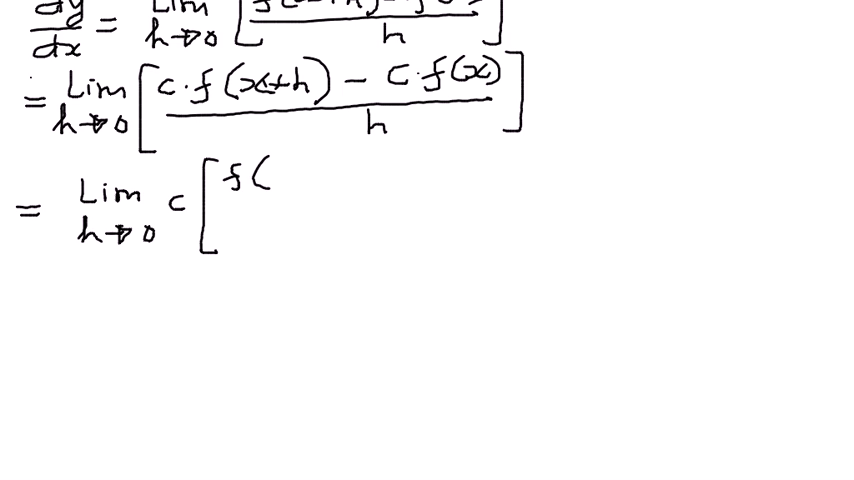 dy/dx = Lim h→0 [ / h ]
= Lim h→0 [ c·f(x+h) - c·f(x) / h ]
= Lim h→0 c [ f(